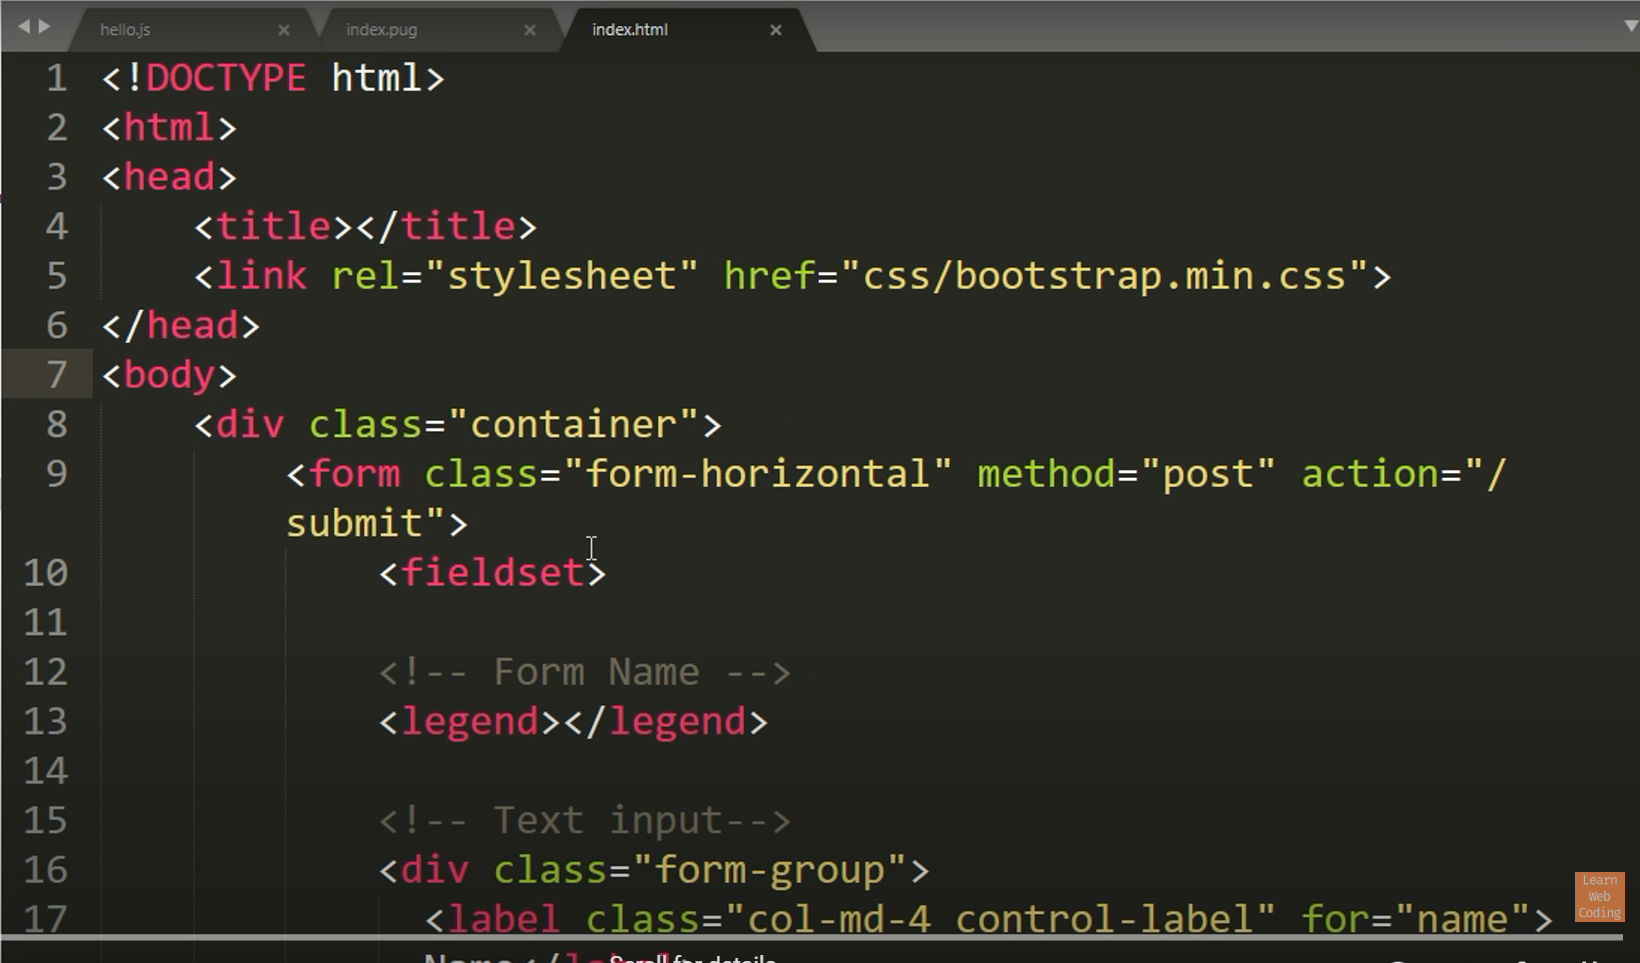 hello.js
index.pug
index.html
1 <!DOCTYPE html>
2 <html>
3 <head>
4 <title></title>
5 <link rel="stylesheet" href="css/bootstrap.min.css">
6 </head>
7 <body>
8 <div class="container">
9 <form class="form-horizontal" method="post" action="/
submit">
10 <fieldset>
11
12 <!-- Form Name -->
13 <legend></legend>
14
15 <!-- Text input-->
16 <div class="form-group">
17 <label class="col-md-4 control-label" for="name">
Learn
Web
Coding
Scroll for details